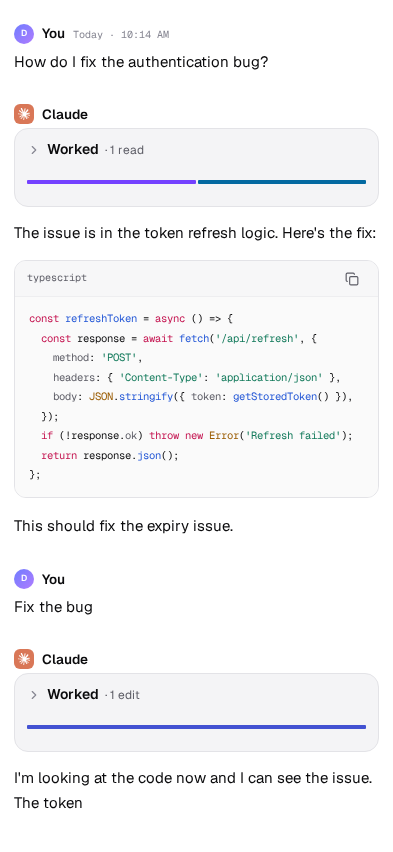 D You Today · 10:14 AM
How do I fix the authentication bug?
Claude
Worked · 1 read
The issue is in the token refresh logic. Here's the fix:
typescript
const refreshToken = async () => {
  const response = await fetch('/api/refresh', {
    method: 'POST',
    headers: { 'Content-Type': 'application/json' },
    body: JSON.stringify({ token: getStoredToken() }),
  });
  if (!response.ok) throw new Error('Refresh failed');
  return response.json();
};
This should fix the expiry issue.
D You
Fix the bug
Claude
Worked · 1 edit
I'm looking at the code now and I can see the issue.
The token